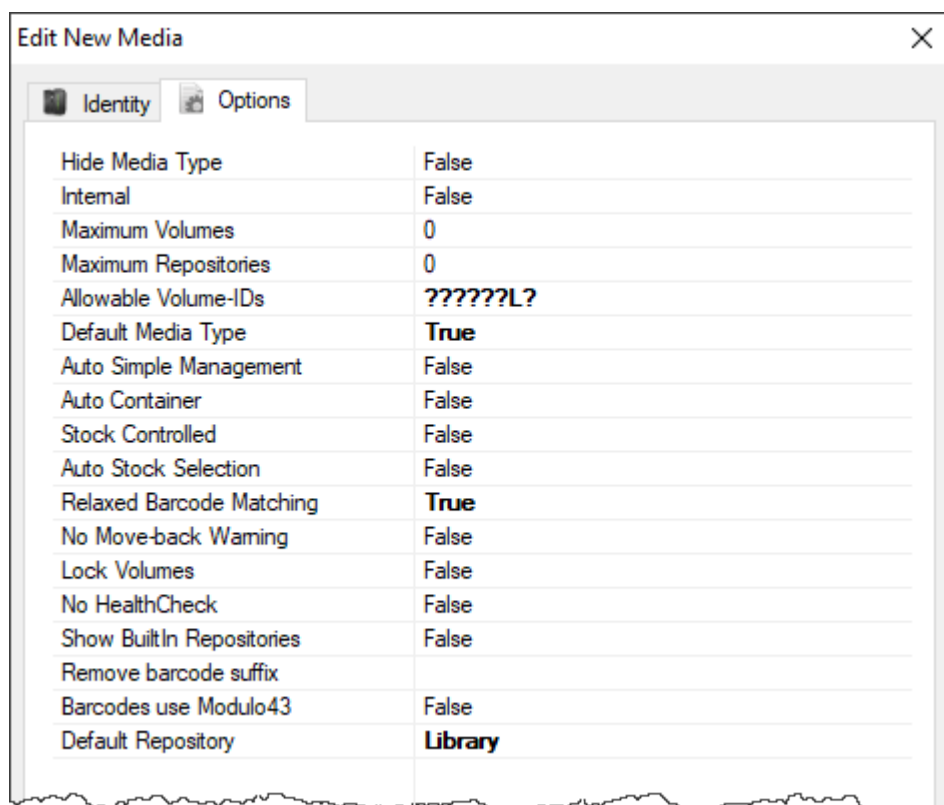 Edit New Media
Identity Options
Hide Media Type False
Internal False
Maximum Volumes 0
Maximum Repositories 0
Allowable Volume-IDs ??????L?
Default Media Type True
Auto Simple Management False
Auto Container False
Stock Controlled False
Auto Stock Selection False
Relaxed Barcode Matching True
No Move-back Warning False
Lock Volumes False
No HealthCheck False
Show BuiltIn Repositories False
Remove barcode suffix
Barcodes use Modulo43 False
Default Repository Library